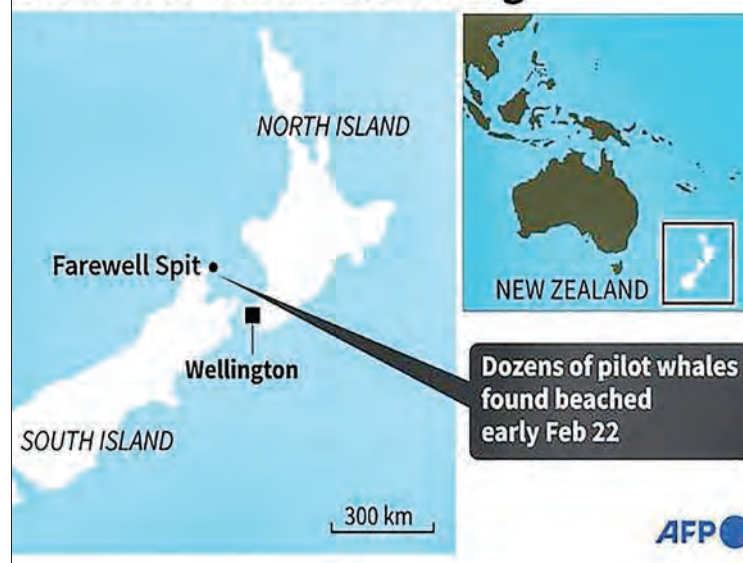 NORTH ISLAND
Farewell Spit
Wellington
SOUTH ISLAND
300 km
NEW ZEALAND
Dozens of pilot whales
found beached
early Feb 22
AFP